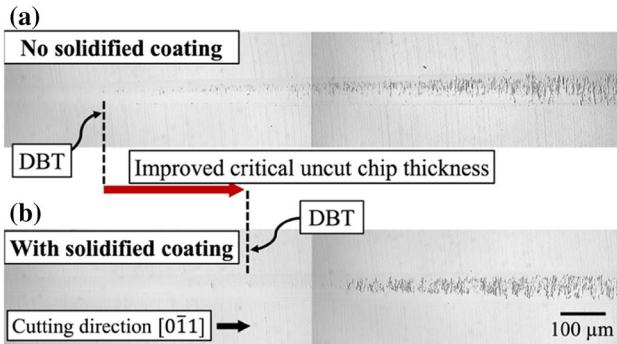 (a)
No solidified coating
DBT
Improved critical uncut chip thickness
(b)
DBT
With solidified coating
Cutting direction [01̄1]
100 μm